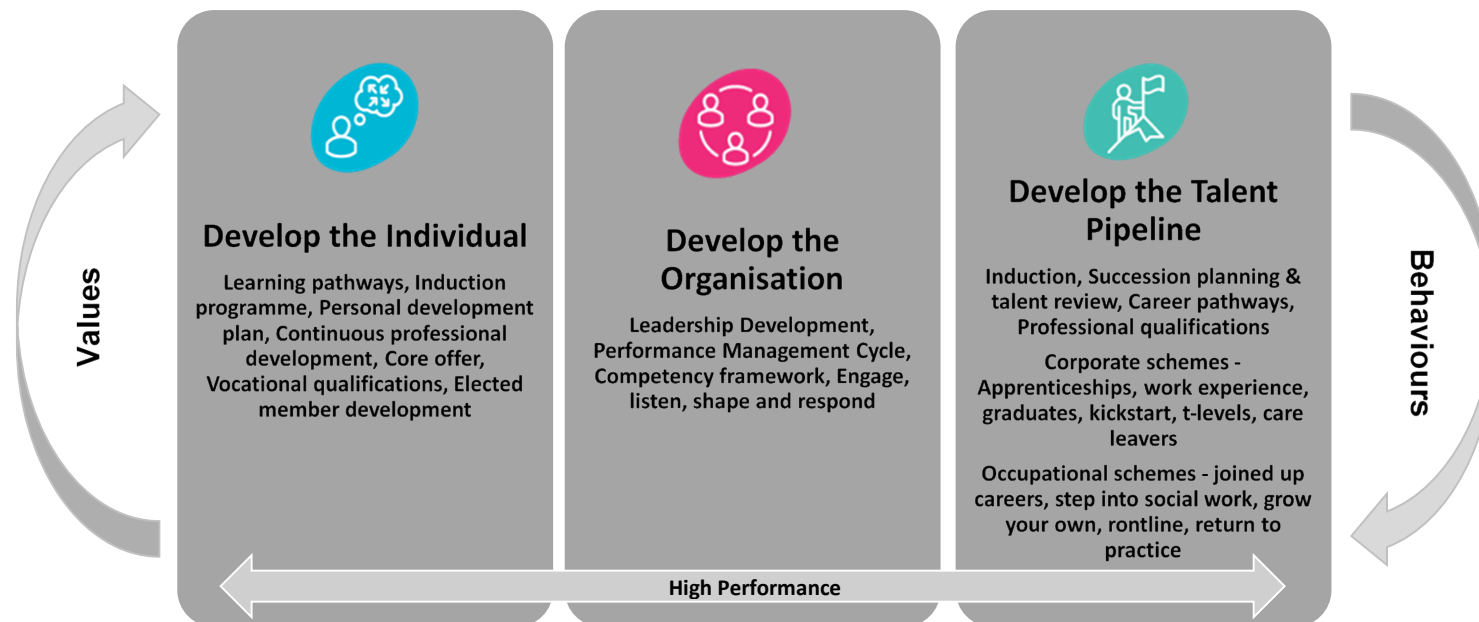 Values
Develop the Individual
Learning pathways, Induction
programme, Personal development
plan, Continuous professional
development, Core offer,
Vocational qualifications, Elected
member development
Develop the
Organisation
Leadership Development,
Performance Management Cycle,
Competency framework, Engage,
listen, shape and respond
Develop the Talent
Pipeline
Induction, Succession planning &
talent review, Career pathways,
Professional qualifications
Corporate schemes -
Apprenticeships, work experience,
graduates, kickstart, t-levels, care
leavers
Occupational schemes - joined up
careers, step into social work, grow
your own, rontline, return to
practice
Behaviours
High Performance